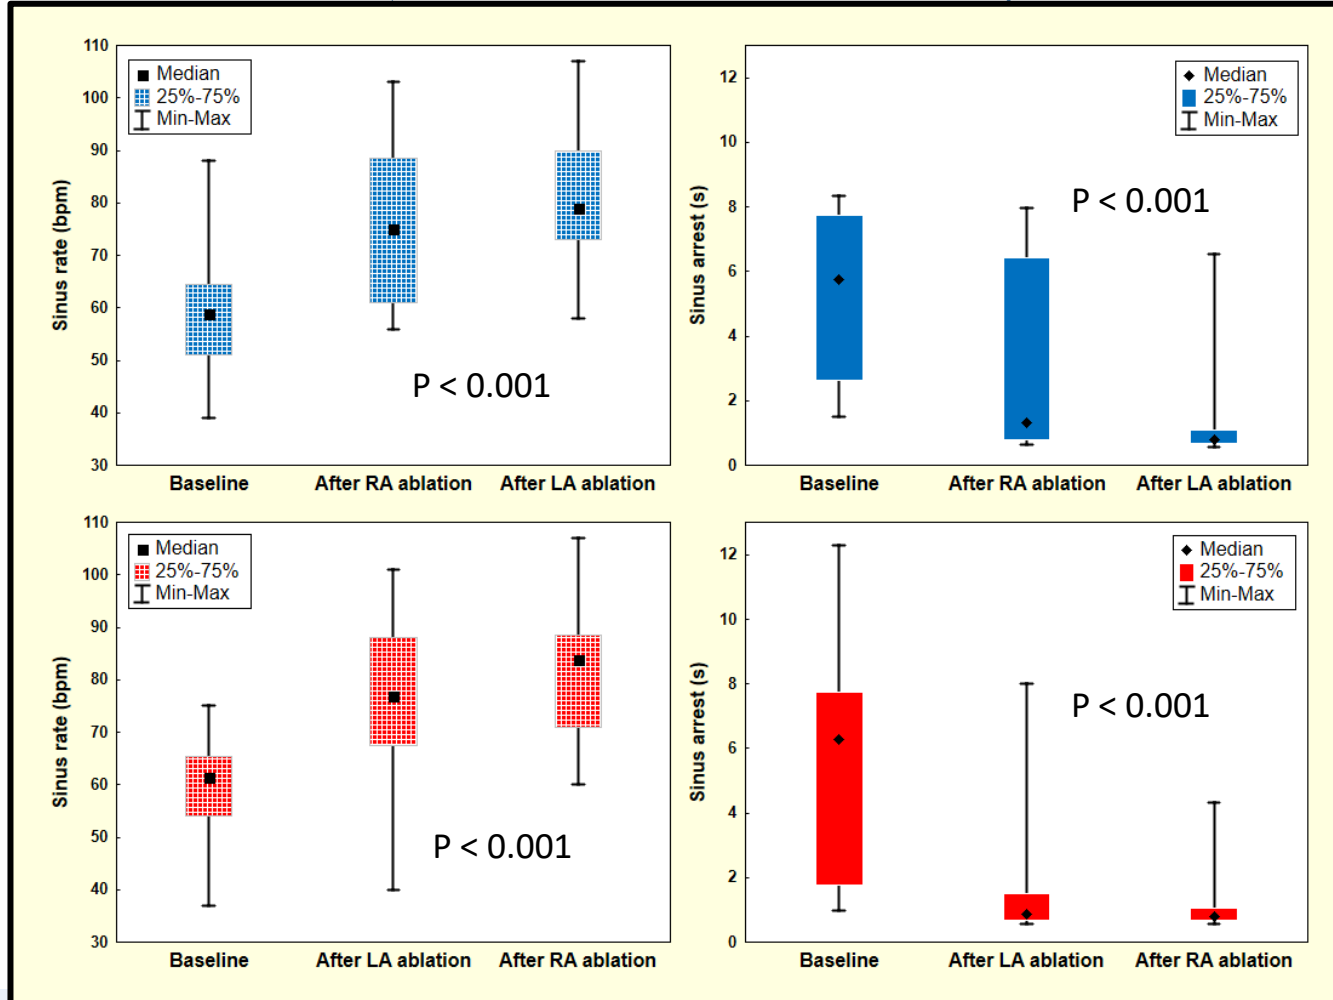 110
100
90
80
70
60
50
40
30
Sinus rate (bpm)
Median
25%-75%
Min-Max
P < 0.001
Baseline
After RA ablation
After LA ablation
12
10
8
6
4
2
0
Sinus arrest (s)
Median
25%-75%
Min-Max
P < 0.001
Baseline
After RA ablation
After LA ablation
110
100
90
80
70
60
50
40
30
Sinus rate (bpm)
Median
25%-75%
Min-Max
P < 0.001
Baseline
After LA ablation
After RA ablation
12
10
8
6
4
2
0
Sinus arrest (s)
Median
25%-75%
Min-Max
P < 0.001
Baseline
After LA ablation
After RA ablation